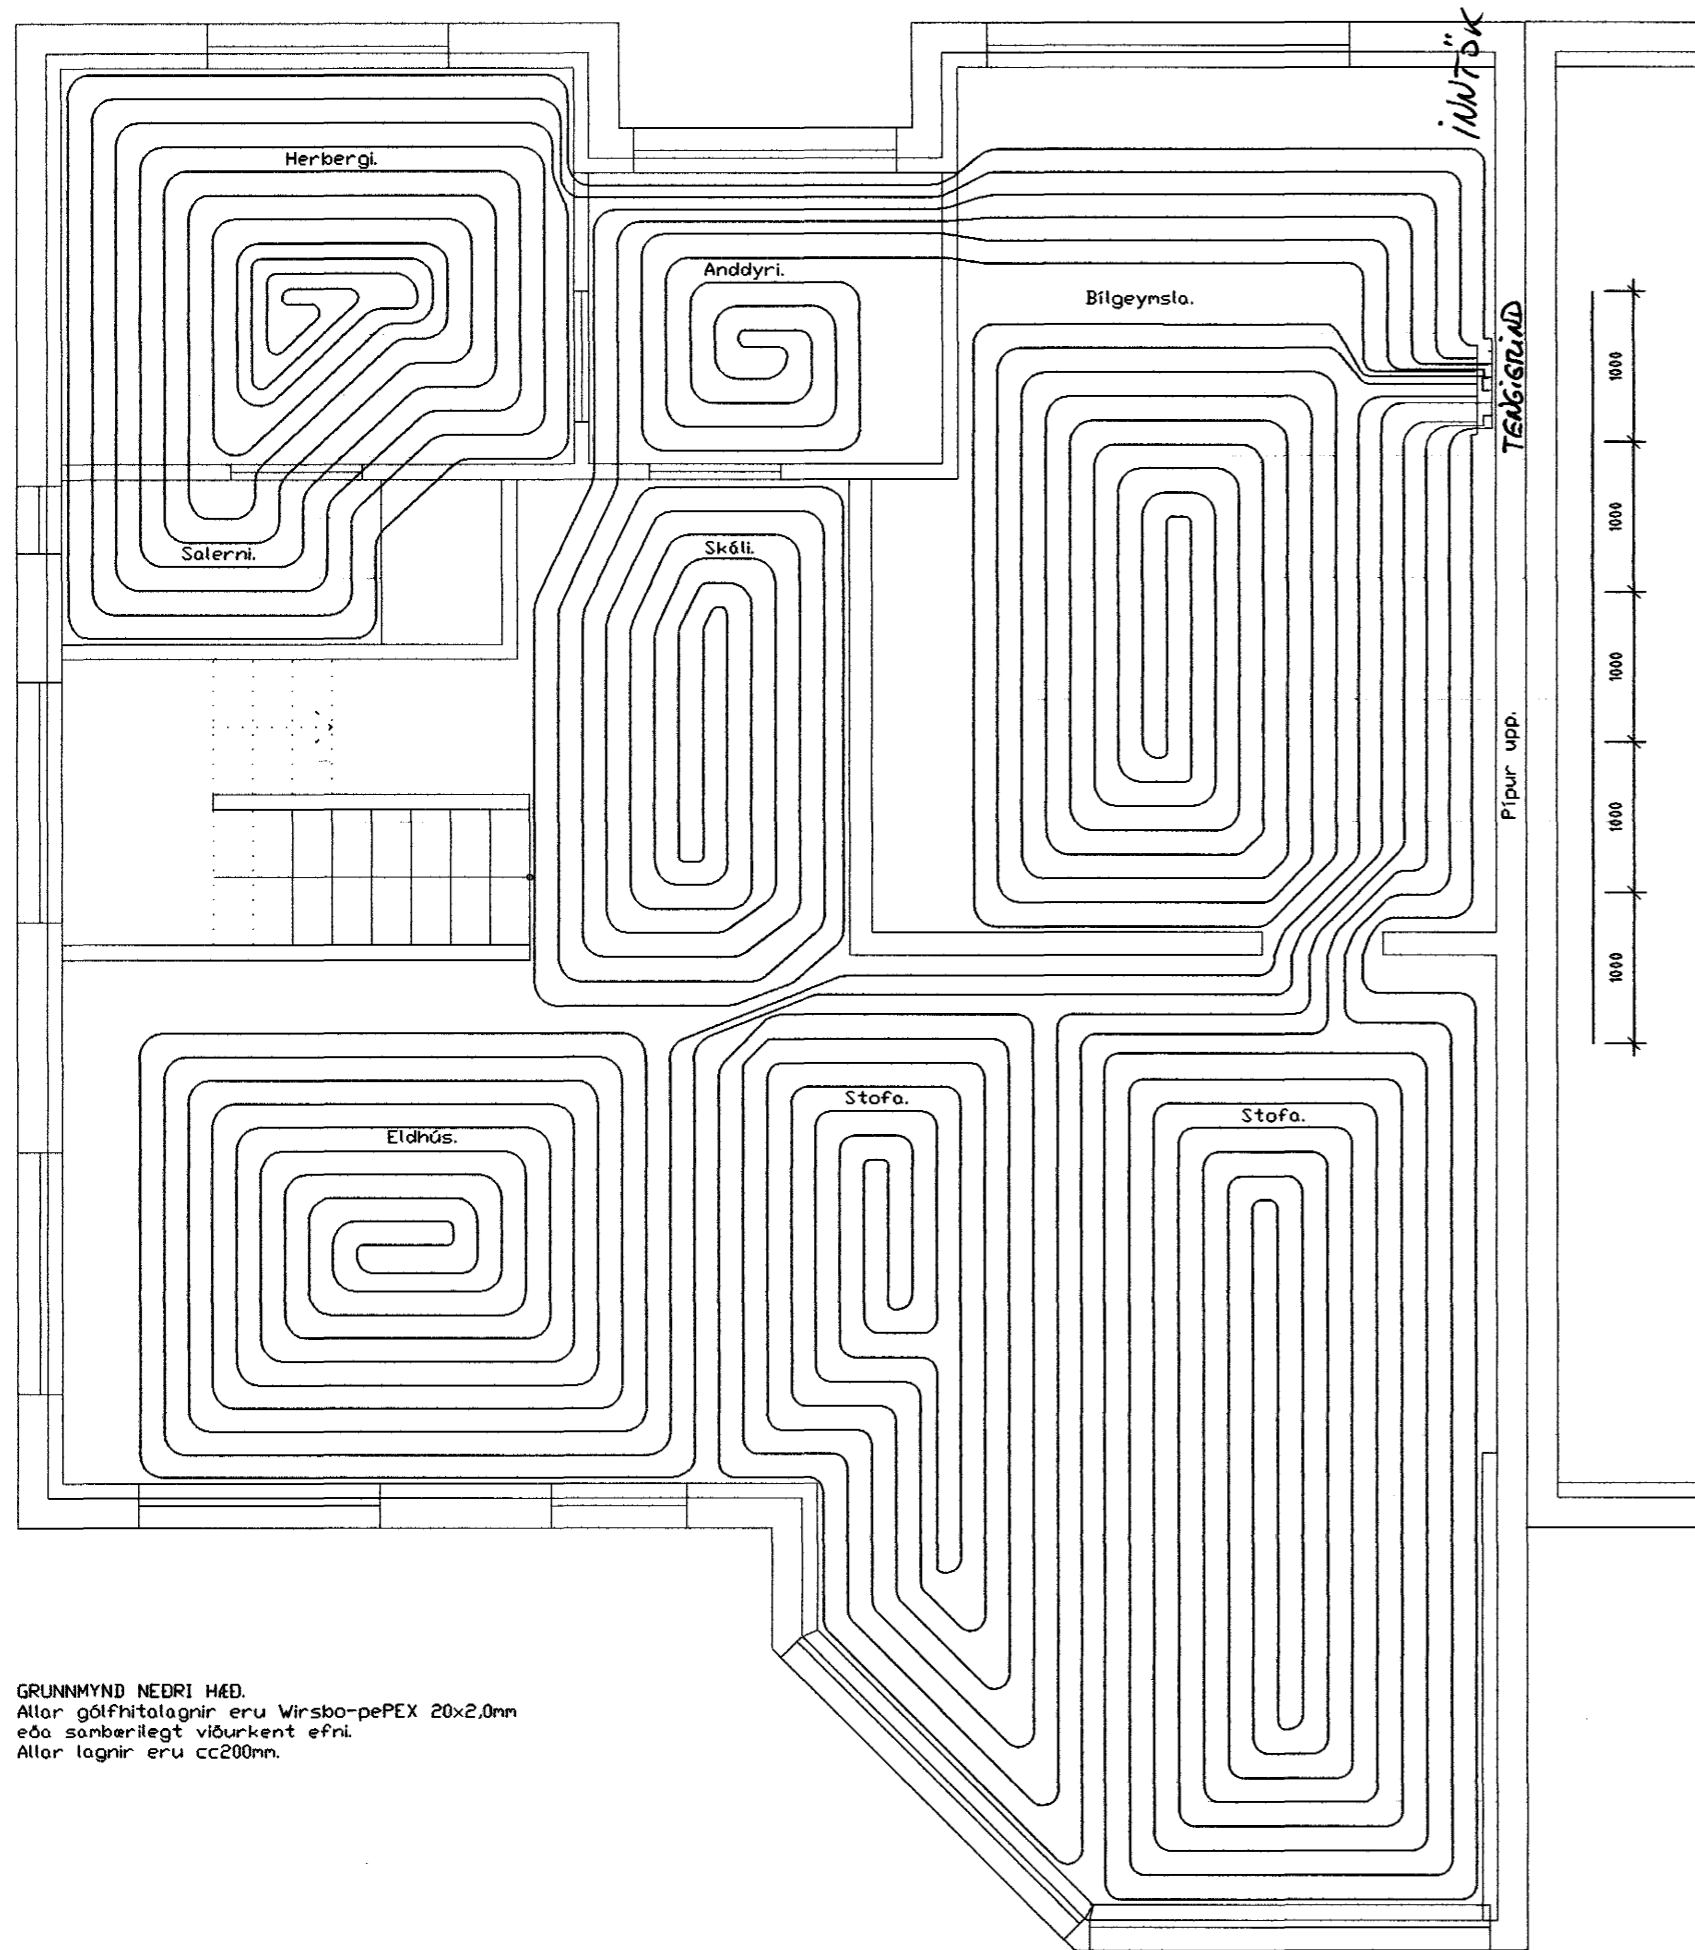 INNTÖK
Herbergi.
Anddyri.
Bílgeymsla.
TENGIGRIND
1000
1000
1000
1000
1000
Salerni.
Skáli.
Pípur upp.
Stofa.
Stofa.
Eldhús.
GRUNNMYND NEÐRI HÆÐ.
Allar gólfhitalagnir eru Wirsbo-pePEX 20x2,0mm
eða sambærilegt viðurkent efni.
Allar lagnir eru cc200mm.